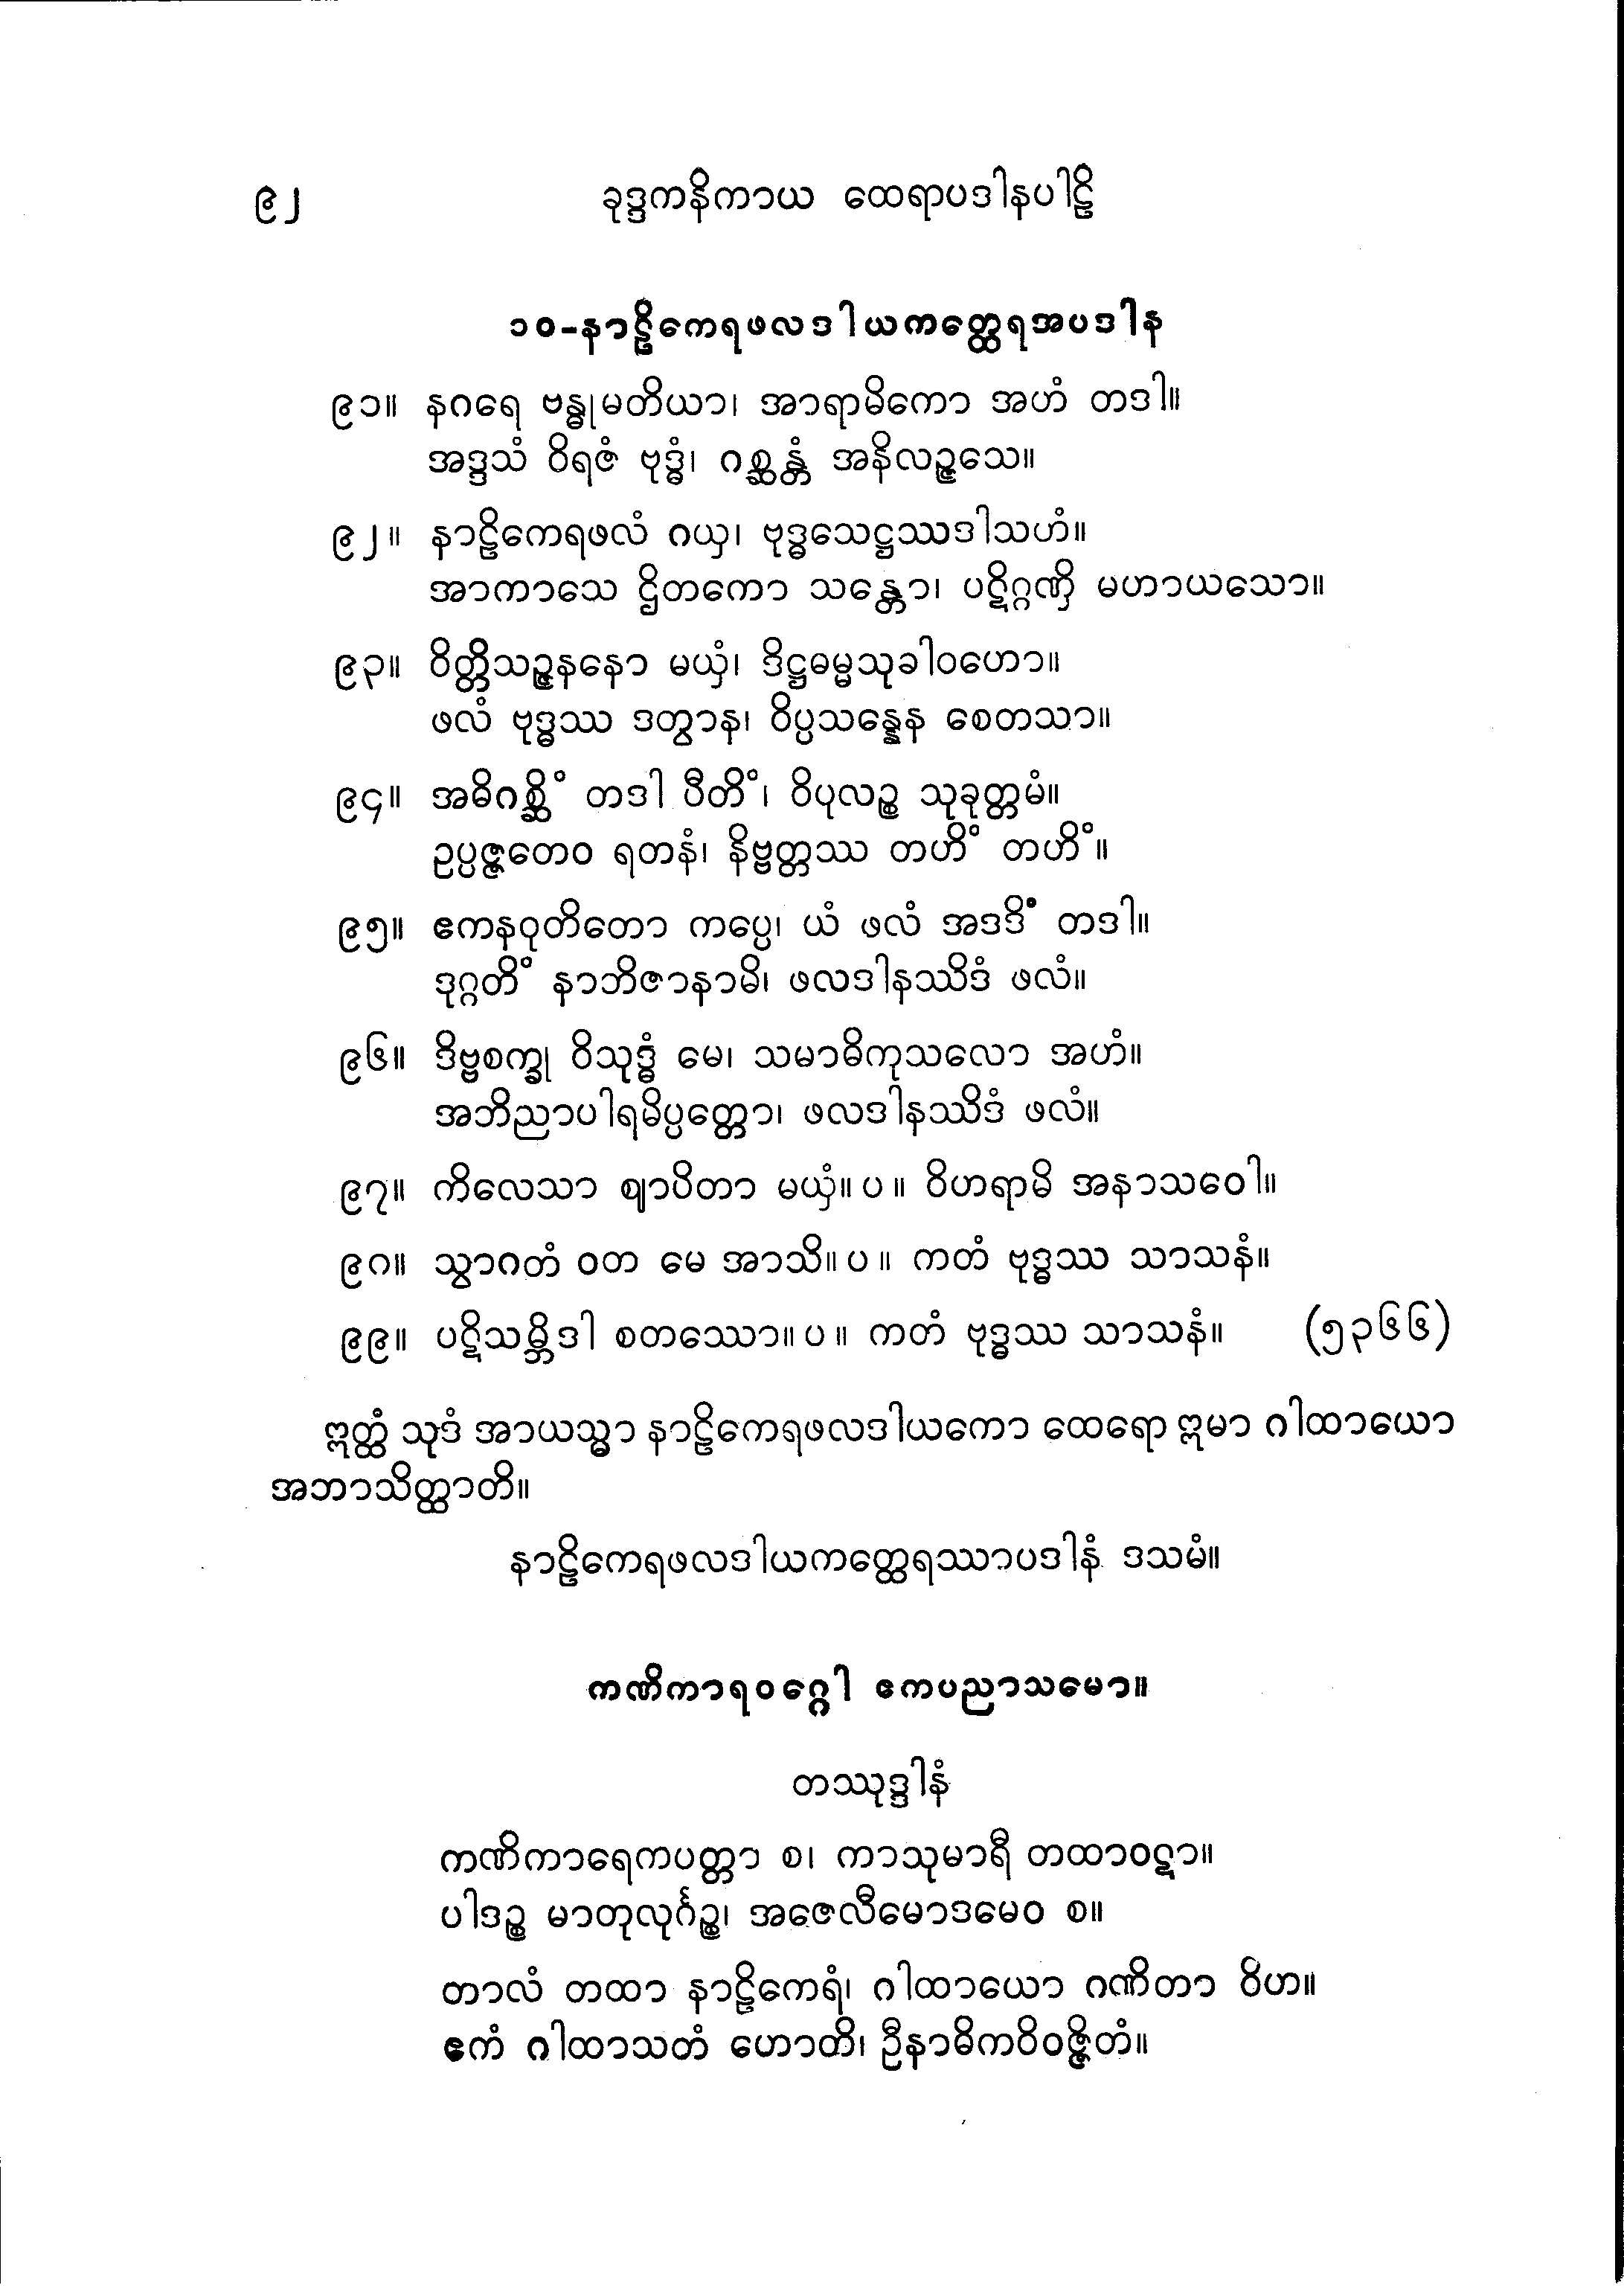 ၉၂ ခုဒ္ဒကနိကာယ ထေရာပဒါနပါဠိ
၁၀-နာဠိကေရဖလဒါယကတ္ထေရအပဒါန
၉၁။ နဂရေ ဗန္ဓုမတိယာ၊ အာရာမိကော အဟံ တဒါ။
အဒ္ဒသံ ဝိရဇံ ဗုဒ္ဓံ၊ ဂစ္ဆန္တံ အနိလဉ္ဇသေ။
၉၂။ နာဠိကေရဖလံ ဂယှ၊ ဗုဒ္ဓသေဋ္ဌဿဒါသဟံ။
အာကာသေ ဌိတကော သန္တော၊ ပဋိဂ္ဂဏှိ မဟာယသော။
၉၃။ ဝိတ္တိသဉ္ဇနနော မယှံ၊ ဒိဋ္ဌဓမ္မသုခါဝဟော။
ဖလံ ဗုဒ္ဓဿ ဒတွာန၊ ဝိပ္ပသန္နေန စေတသာ။
၉၄။ အဓိဂစ္ဆိံ တဒါ ပီတိံ၊ ဝိပုလဉ္စ သုခုတ္တမံ။
ဥပ္ပဇ္ဇတေဝ ရတနံ၊ နိဗ္ဗတ္တဿ တဟိံ တဟိံ။
၉၅။ ဧကနဝုတိတော ကပ္ပေ၊ ယံ ဖလံ အဒဒိံ တဒါ။
ဒုဂ္ဂတိံ နာဘိဇာနာမိ၊ ဖလဒါနဿိဒံ ဖလံ။
၉၆။ ဒိဗ္ဗစက္ခု ဝိသုဒ္ဓံ မေ၊ သမာဓိကုသလော အဟံ။
အဘိညာပါရမိပ္ပတ္တော၊ ဖလဒါနဿိဒံ ဖလံ။
၉၇။ ကိလေသာ ဈာပိတာ မယှံ။ပ။ ဝိဟရာမိ အနာသဝေါ။
၉၈။ သွာဂတံ ဝတ မေ အာသိ။ပ။ ကတံ ဗုဒ္ဓဿ သာသနံ။
၉၉။ ပဋိသမ္ဘိဒါ စတဿော။ပ။ ကတံ ဗုဒ္ဓဿ သာသနံ။ (၅၃၆၆)
ဣတ္ထံ သုဒံ အာယသ္မာ နာဠိကေရဖလဒါယကော ထေရော ဣမာ ဂါထာယော
အဘာသိတ္ထာတိ။
နာဠိကေရဖလဒါယကတ္ထေရဿာပဒါနံ ဒသမံ။
ကဏိကာရဝဂ္ဂေါ ဧကပညာသမော။
တဿုဒ္ဒါနံ
ကဏိကာရေကပတ္တာ စ၊ ကာသုမာရီ တထာဝဋာ။
ပါဒဉ္စ မာတုလုင်္ဂဉ္စ၊ အဇေလီမောဒမေဝ စ။
တာလံ တထာ နာဠိကေရံ၊ ဂါထာယော ဂဏိတာ ဝိဟ။
ဧကံ ဂါထာသတံ ဟောတိ၊ ဦနာဓိကဝိဝဇ္ဇိတံ။